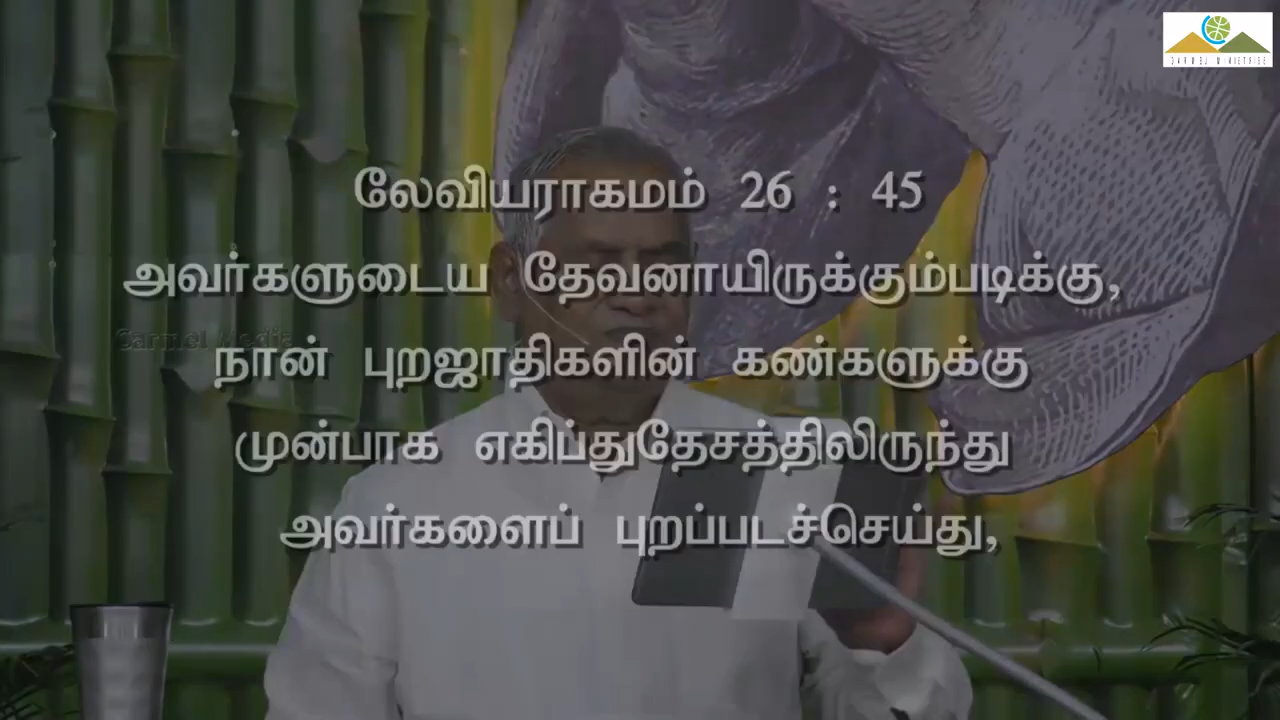 லேவியராகமம் 26 : 45
அவர்களுடைய தேவனாயிருக்கும்படிக்கு,
நான் புறஜாதிகளின் கண்களுக்கு
முன்பாக எகிப்துதேசத்திலிருந்து
அவர்களைப் புறப்படச்செய்து,